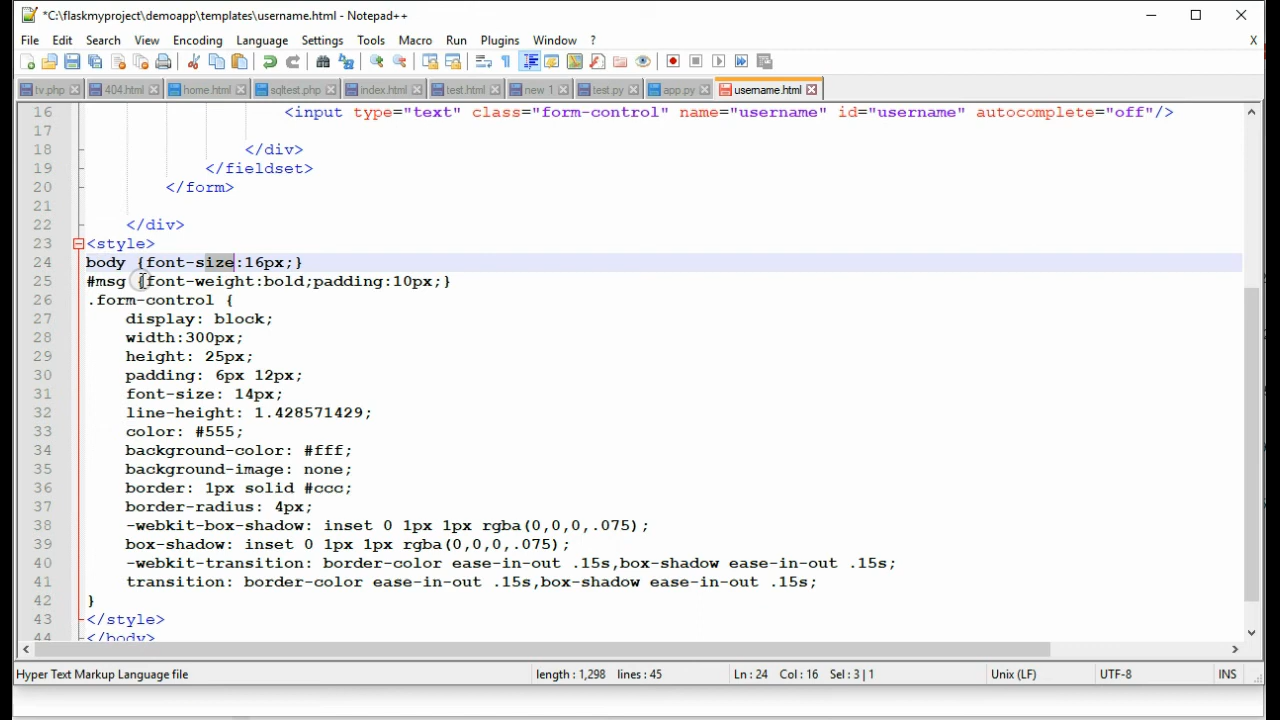 *C:\flaskmyproject\demoapp\templates\username.html - Notepad++
File Edit Search View Encoding Language Settings Tools Macro Run Plugins Window ? X
tv.php 404.html home.html sqltest.php index.html test.html new 1 test.py app.py username.html
16 <input type="text" class="form-control" name="username" id="username" autocomplete="off"/>
17
18 </div>
19 </fieldset>
20 </form>
21
22 </div>
23 <style>
24 body {font-size:16px;}
25 #msg {font-weight:bold;padding:10px;}
26 .form-control {
27 display: block;
28 width:300px;
29 height: 25px;
30 padding: 6px 12px;
31 font-size: 14px;
32 line-height: 1.428571429;
33 color: #555;
34 background-color: #fff;
35 background-image: none;
36 border: 1px solid #ccc;
37 border-radius: 4px;
38 -webkit-box-shadow: inset 0 1px 1px rgba(0,0,0,.075);
39 box-shadow: inset 0 1px 1px rgba(0,0,0,.075);
40 -webkit-transition: border-color ease-in-out .15s,box-shadow ease-in-out .15s;
41 transition: border-color ease-in-out .15s,box-shadow ease-in-out .15s;
42 }
43 </style>
44 </body>
Hyper Text Markup Language file length : 1,298 lines : 45 Ln : 24 Col : 16 Sel : 3 | 1 Unix (LF) UTF-8 INS